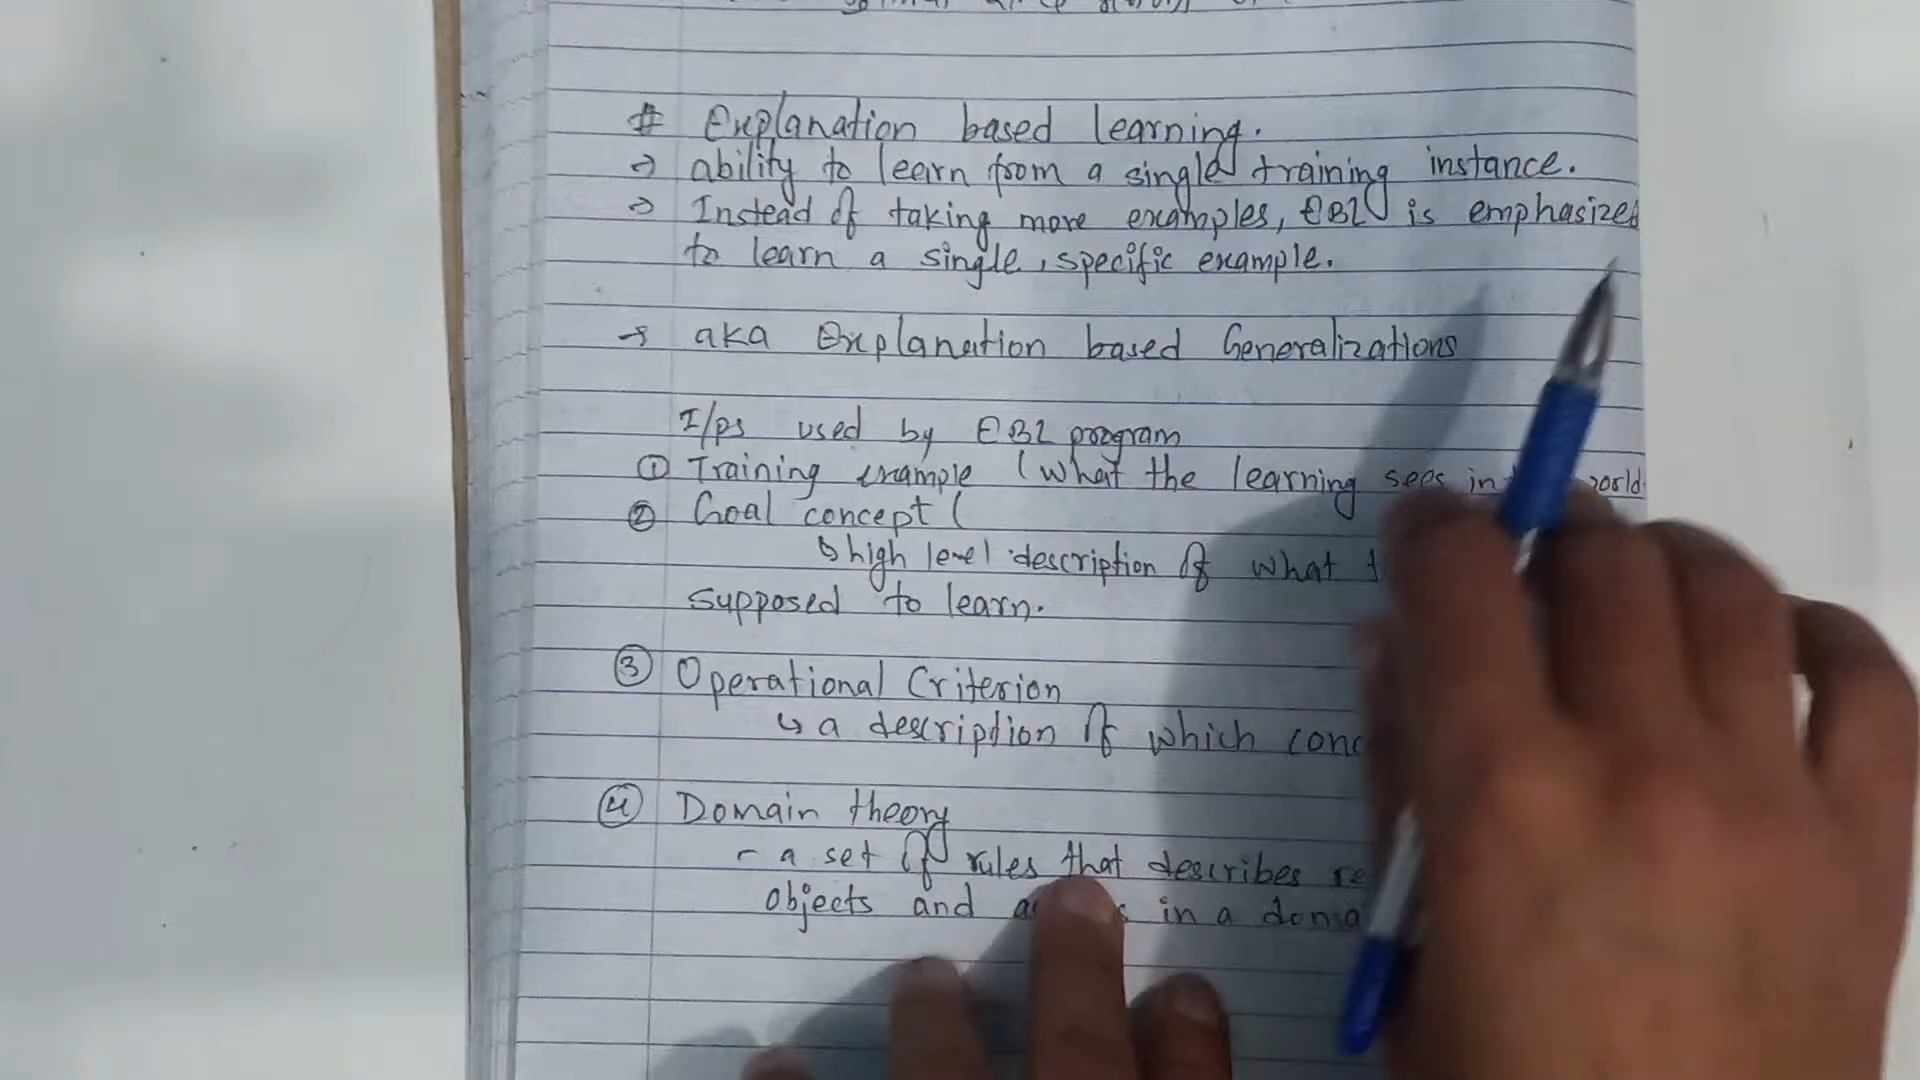 # Explanation based learning.
→ ability to learn from a single training instance.
→ Instead of taking more examples, EBL is emphasized
to learn a single, specific example.
→ aka Explanation based Generalizations
I/ps used by EBL program
① Training example (what the learning sees in world
② Goal concept (
↳ high level description of what
supposed to learn.
③ Operational Criterion
↳ a description of which
④ Domain theory
- a set of rules that describes
objects and in a